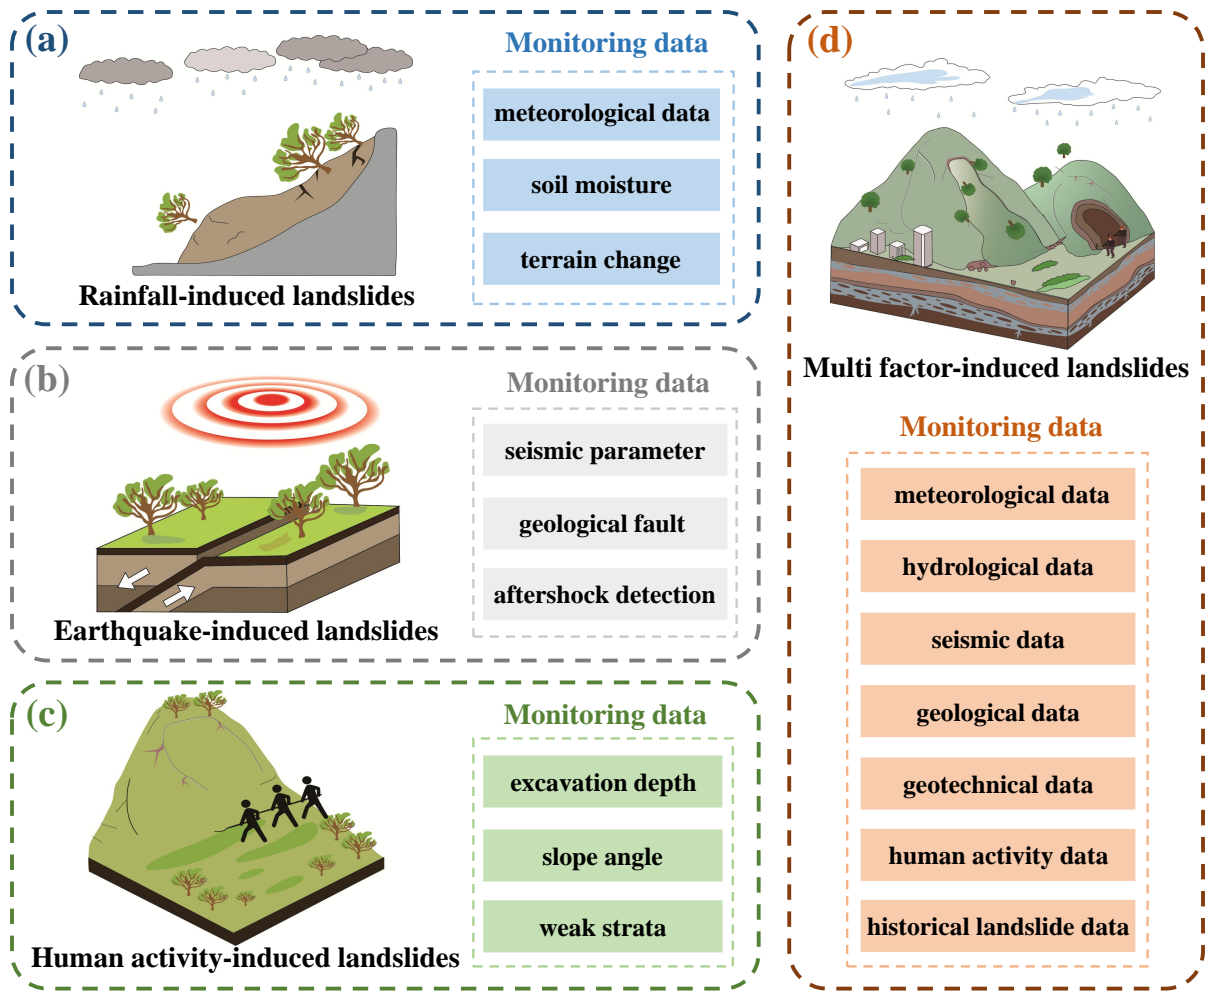 (a)
Monitoring data
meteorological data
soil moisture
terrain change
Rainfall-induced landslides
(b)
Monitoring data
seismic parameter
geological fault
aftershock detection
Earthquake-induced landslides
(c)
Monitoring data
excavation depth
slope angle
weak strata
Human activity-induced landslides
(d)
Multi factor-induced landslides
Monitoring data
meteorological data
hydrological data
seismic data
geological data
geotechnical data
human activity data
historical landslide data